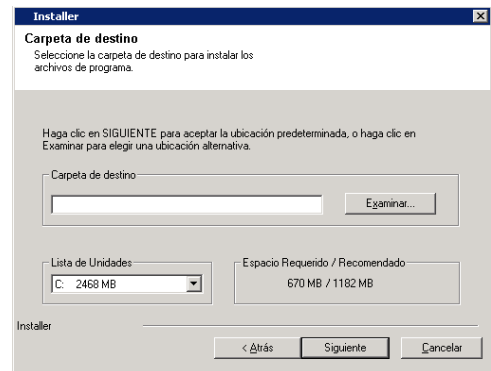 Installer
Carpeta de destino
Seleccione la carpeta de destino para instalar los
archivos de programa.
Haga clic en SIGUIENTE para aceptar la ubicación predeterminada, o haga clic en
Examinar para elegir una ubicación alternativa.
Carpeta de destino
Examinar...
Lista de Unidades
C: 2468 MB
Espacio Requerido / Recomendado
670 MB / 1182 MB
Installer
< Atrás
Siguiente
Cancelar